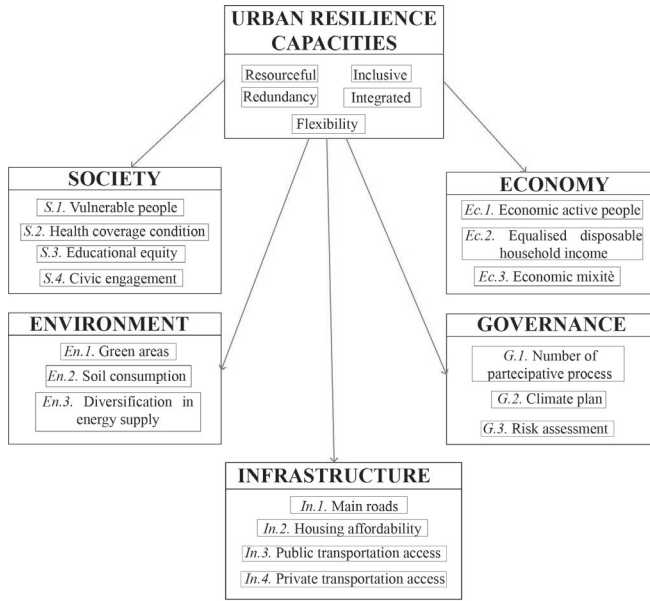 URBAN RESILIENCE
CAPACITIES
Resourceful
Inclusive
Redundancy
Integrated
Flexibility
SOCIETY
S.1. Vulnerable people
S.2. Health coverage condition
S.3. Educational equity
S.4. Civic engagement
ECONOMY
Ec.1. Economic active people
Ec.2. Equalised disposable
household income
Ec.3. Economic mixitè
ENVIRONMENT
En.1. Green areas
En.2. Soil consumption
En.3. Diversification in
energy supply
GOVERNANCE
G.1. Number of
partecipative process
G.2. Climate plan
G.3. Risk assessment
INFRASTRUCTURE
In.1. Main roads
In.2. Housing affordability
In.3. Public transportation access
In.4. Private transportation access